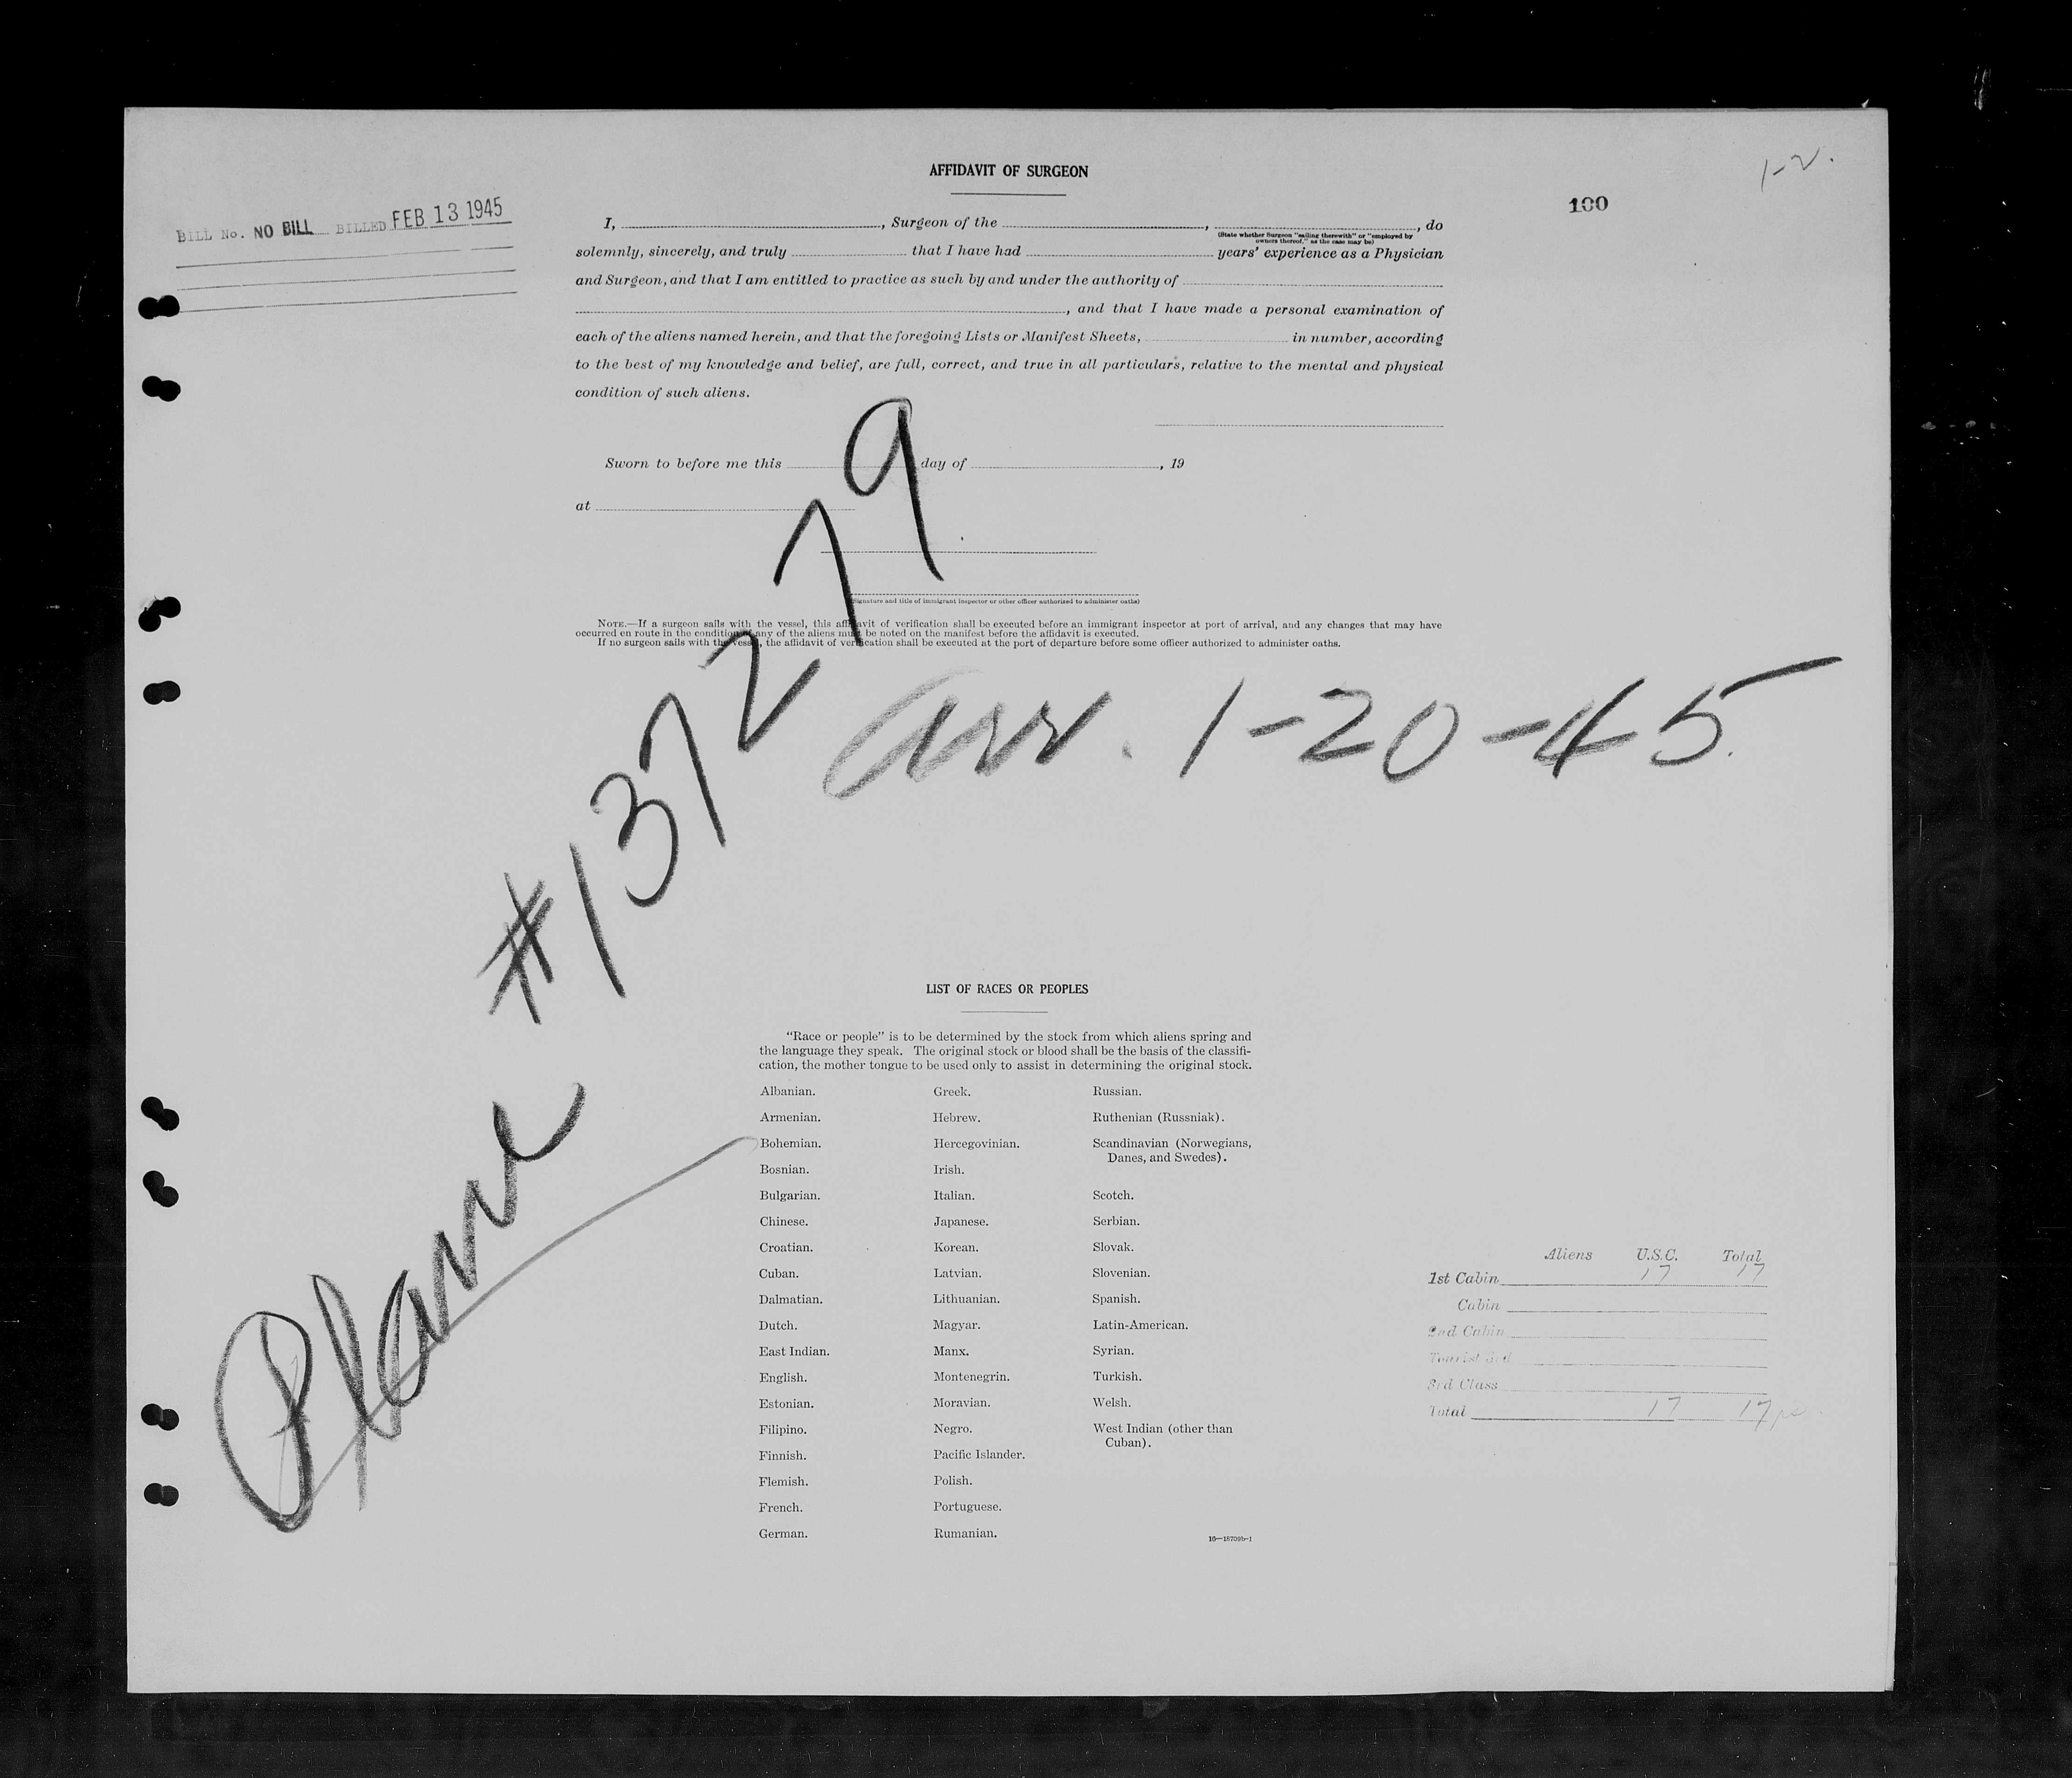 AFFIDAVIT OF SURGEON
1-2.
100
BILL No. NO BILL BILLED FEB 13 1945
I, , Surgeon of the , , do
(State whether Surgeon "sailing therewith" or "employed by
owners thereof," as the case may be)
solemnly, sincerely, and truly that I have had years' experience as a Physician
and Surgeon, and that I am entitled to practice as such by and under the authority of
, and that I have made a personal examination of
each of the aliens named herein, and that the foregoing Lists or Manifest Sheets, in number, according
to the best of my knowledge and belief, are full, correct, and true in all particulars, relative to the mental and physical
condition of such aliens.
Sworn to before me this day of , 19
at
(Signature and title of immigrant inspector or other officer authorized to administer oaths)
NOTE.—If a surgeon sails with the vessel, this affidavit of verification shall be executed before an immigrant inspector at port of arrival, and any changes that may have
occurred en route in the condition of any of the aliens must be noted on the manifest before the affidavit is executed.
If no surgeon sails with the vessel, the affidavit of verification shall be executed at the port of departure before some officer authorized to administer oaths.
Plane #137279
arr. 1-20-45.
LIST OF RACES OR PEOPLES
"Race or people" is to be determined by the stock from which aliens spring and
the language they speak. The original stock or blood shall be the basis of the classifi-
cation, the mother tongue to be used only to assist in determining the original stock.
Albanian.
Armenian.
Bohemian.
Bosnian.
Bulgarian.
Chinese.
Croatian.
Cuban.
Dalmatian.
Dutch.
East Indian.
English.
Estonian.
Filipino.
Finnish.
Flemish.
French.
German.
Greek.
Hebrew.
Hercegovinian.
Irish.
Italian.
Japanese.
Korean.
Latvian.
Lithuanian.
Magyar.
Manx.
Montenegrin.
Moravian.
Negro.
Pacific Islander.
Polish.
Portuguese.
Rumanian.
Russian.
Ruthenian (Russniak).
Scandinavian (Norwegians,
Danes, and Swedes).
Scotch.
Serbian.
Slovak.
Slovenian.
Spanish.
Latin-American.
Syrian.
Turkish.
Welsh.
West Indian (other than
Cuban).
16—18709b-1
Aliens U.S.C. Total
1st Cabin 17 17
Cabin
2nd Cabin
Tourist 3rd
3rd Class
Total 17 17